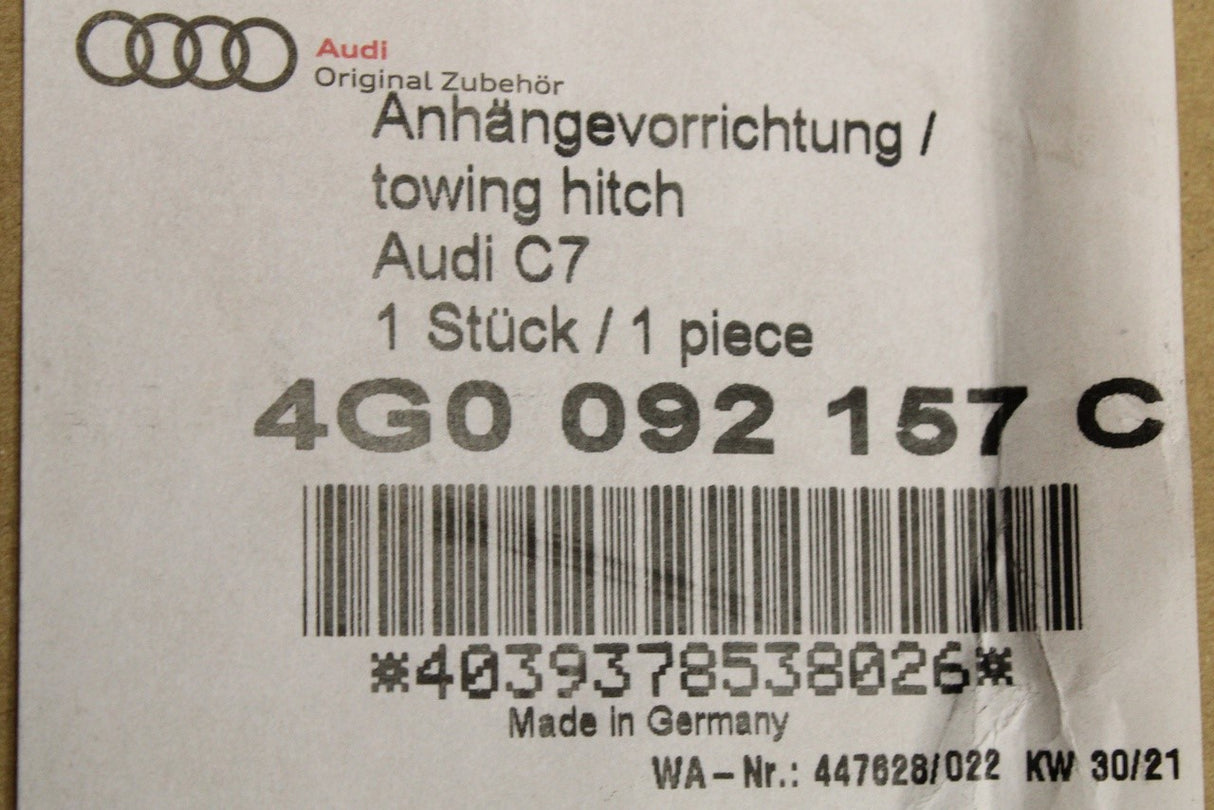 Audi
Original Zubehör
Anhängevorrichtung /
towing hitch
Audi C7
1 Stück / 1 piece
4G0 092 157 C
*4039378538026*
Made in Germany
WA-Nr.: 447628/022 KW 30/21